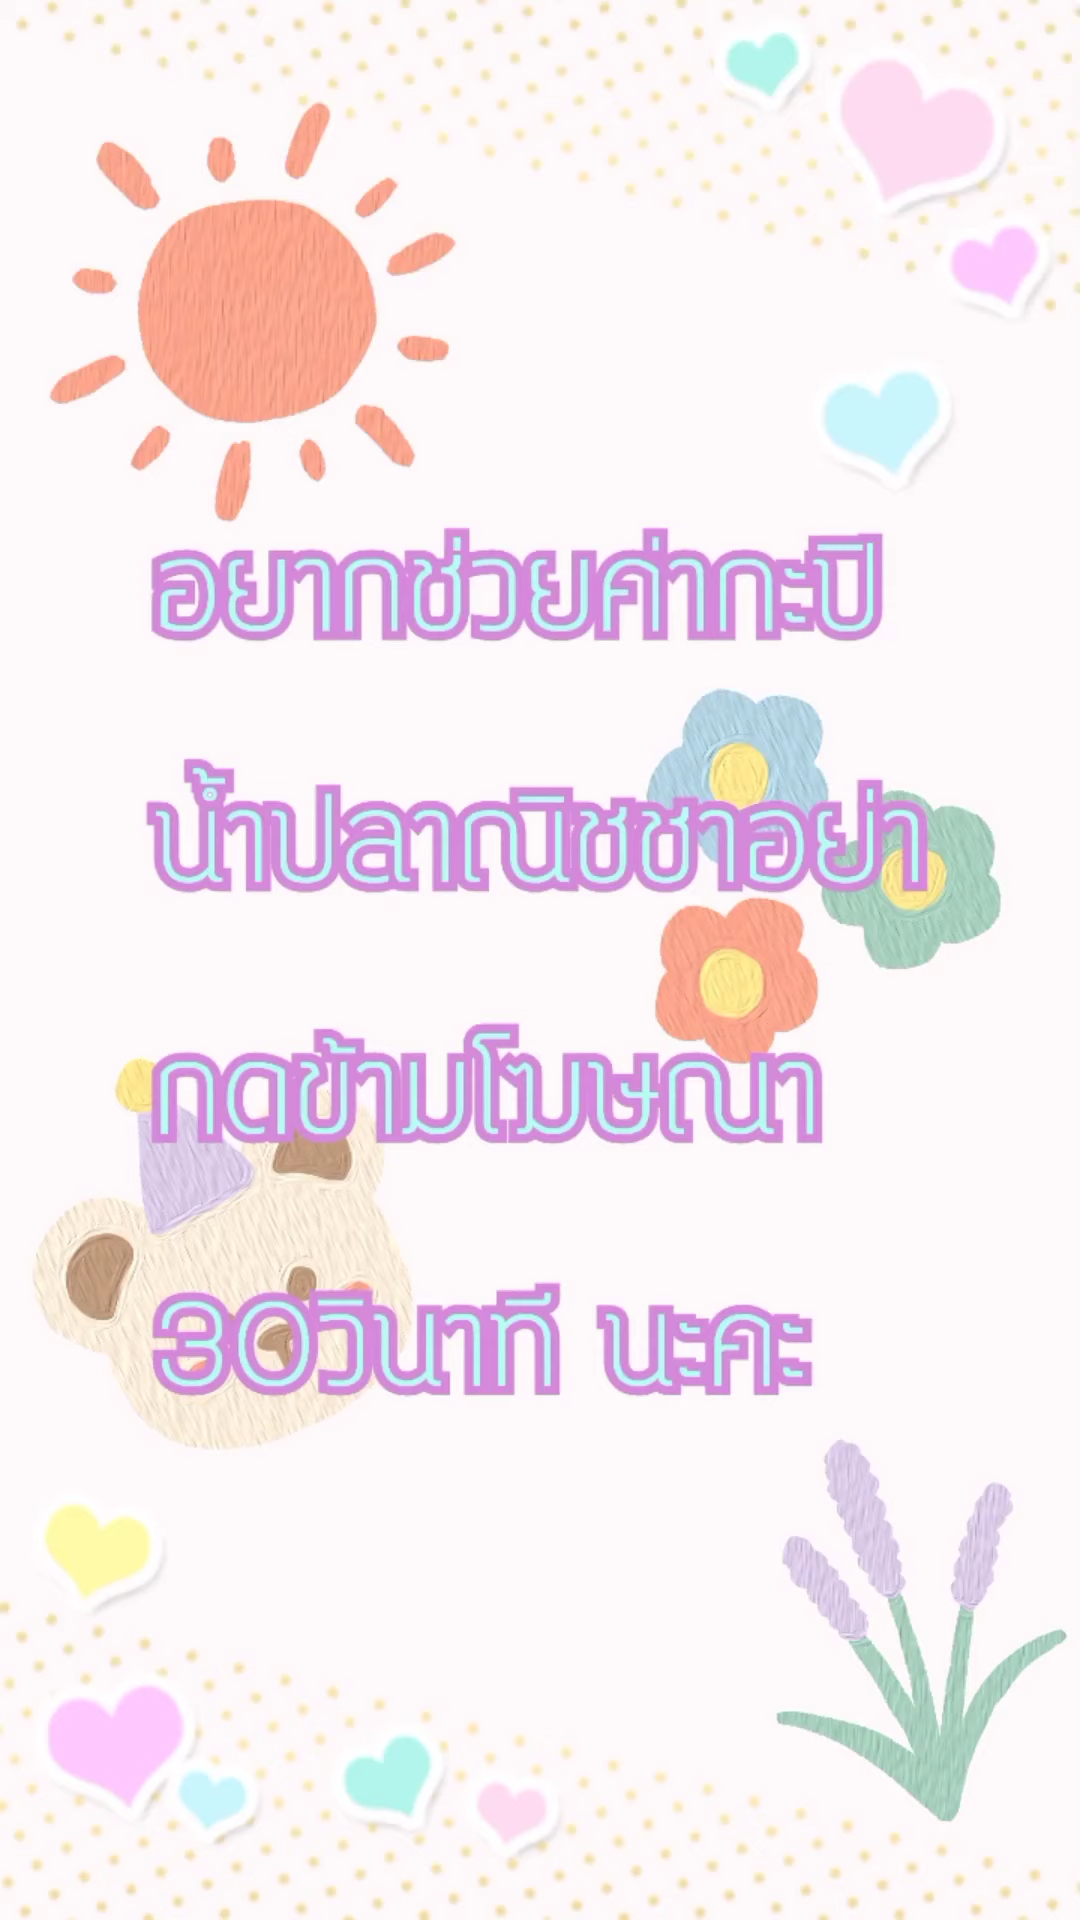 อยากช่วยค่ากะปิ
น้ำปลาณิชชาอย่า
กดข้ามโฆษณา
30วินาที นะคะ